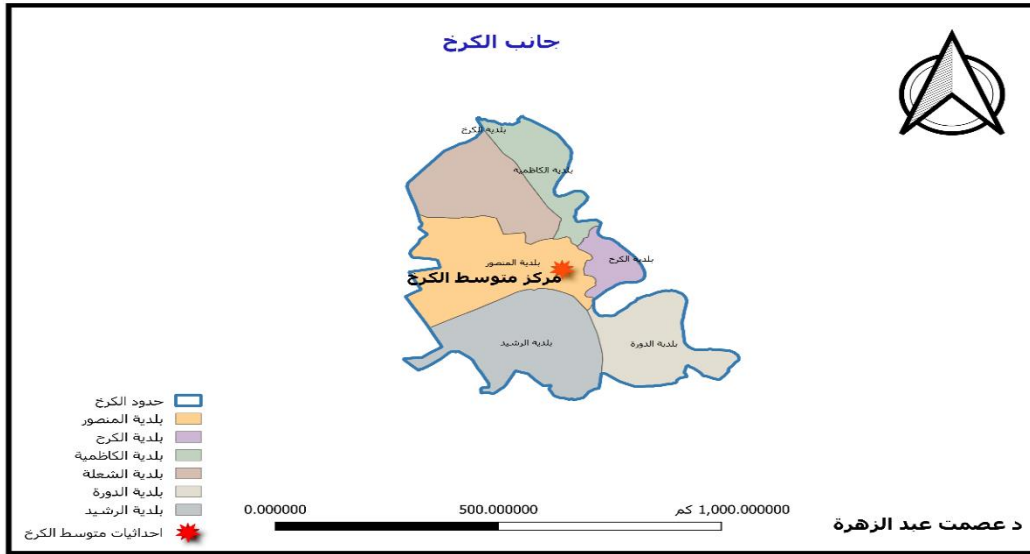 جانب الكرخ
بلدية الكرخ
بلدية الكاظمية
بلدية المنصور
بلدية الكرخ
مركز متوسط الكرخ
بلدية الرشيد
بلدية الدورة
حدود الكرخ
بلدية المنصور
بلدية الكرخ
بلدية الكاظمية
بلدية الشعلة
بلدية الدورة
بلدية الرشيد
احداثيات متوسط الكرخ
0.000000 500.000000 1,000.000000 كم
د عصمت عبد الزهرة